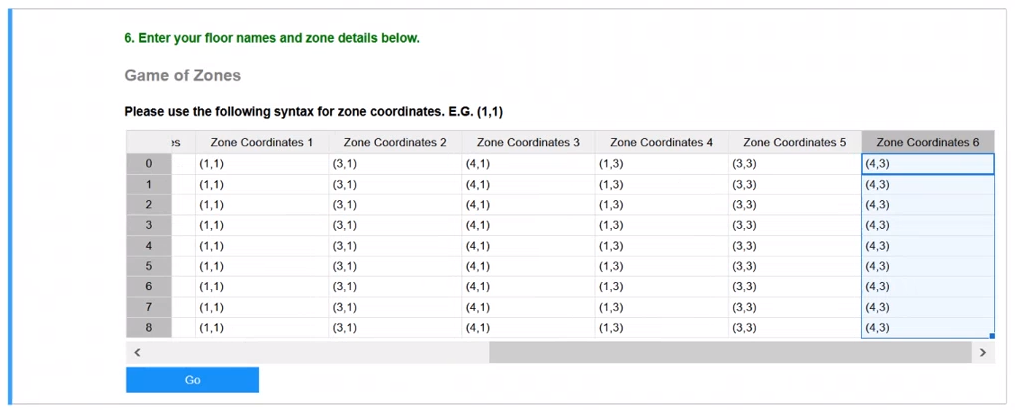 6. Enter your floor names and zone details below.
Game of Zones
Please use the following syntax for zone coordinates. E.G. (1,1)
es Zone Coordinates 1 Zone Coordinates 2 Zone Coordinates 3 Zone Coordinates 4 Zone Coordinates 5 Zone Coordinates 6
0 (1,1) (3,1) (4,1) (1,3) (3,3) (4,3)
1 (1,1) (3,1) (4,1) (1,3) (3,3) (4,3)
2 (1,1) (3,1) (4,1) (1,3) (3,3) (4,3)
3 (1,1) (3,1) (4,1) (1,3) (3,3) (4,3)
4 (1,1) (3,1) (4,1) (1,3) (3,3) (4,3)
5 (1,1) (3,1) (4,1) (1,3) (3,3) (4,3)
6 (1,1) (3,1) (4,1) (1,3) (3,3) (4,3)
7 (1,1) (3,1) (4,1) (1,3) (3,3) (4,3)
8 (1,1) (3,1) (4,1) (1,3) (3,3) (4,3)
Go